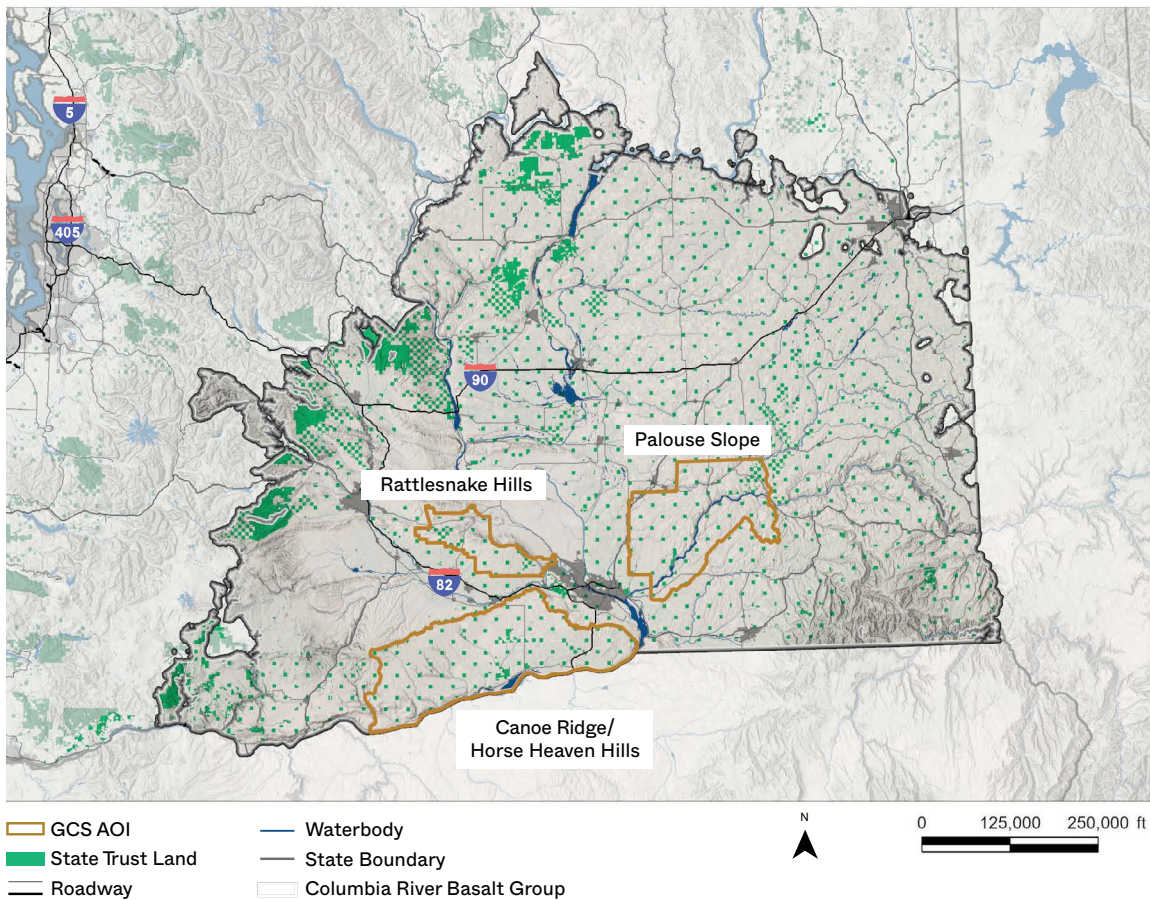 5
405
90
Palouse Slope
Rattlesnake Hills
82
Canoe Ridge/
Horse Heaven Hills
GCS AOI
State Trust Land
Roadway
Waterbody
State Boundary
Columbia River Basalt Group
N
0 125,000 250,000 ft